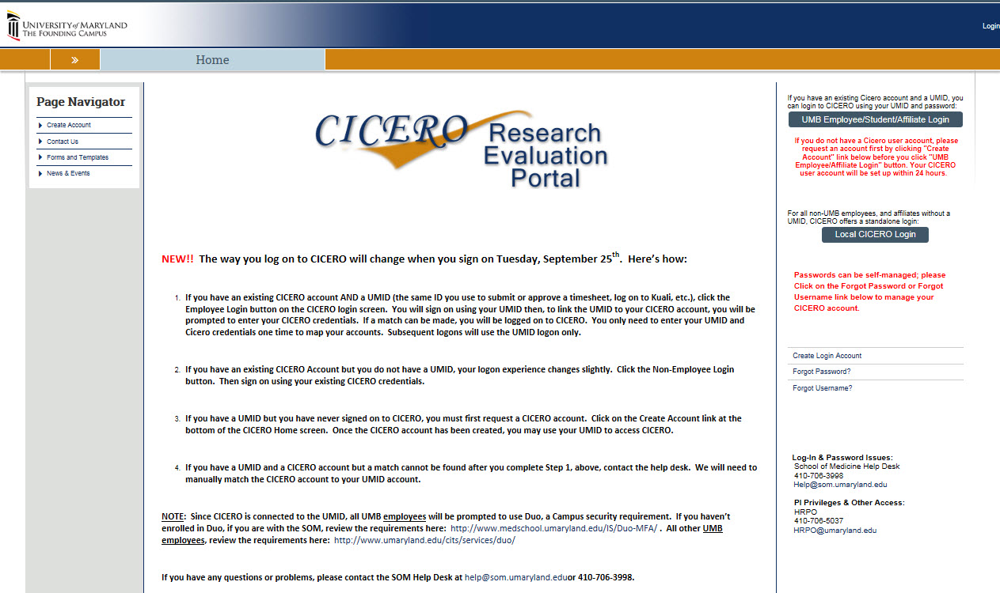 UNIVERSITY of MARYLAND
THE FOUNDING CAMPUS
Login
Home
Page Navigator
Create Account
Contact Us
Forms and Templates
News & Events
CICERO Research
Evaluation
Portal
NEW!! The way you log on to CICERO will change when you sign on Tuesday, September 25th. Here's how:
1. If you have an existing CICERO account AND a UMID (the same ID you use to submit or approve a timesheet, log on to Kuali, etc.), click the
Employee Login button on the CICERO login screen. You will sign on using your UMID then, to link the UMID to your CICERO account, you will be
prompted to enter your CICERO credentials. If a match can be made, you will be logged on to CICERO. You only need to enter your UMID and
Cicero credentials one time to map your accounts. Subsequent logons will use the UMID logon only.
2. If you have an existing CICERO Account but you do not have a UMID, your logon experience changes slightly. Click the Non-Employee Login
button. Then sign on using your existing CICERO credentials.
3. If you have a UMID but you have never signed on to CICERO, you must first request a CICERO account. Click on the Create Account link at the
bottom of the CICERO Home screen. Once the CICERO account has been created, you may use your UMID to access CICERO.
4. If you have a UMID and a CICERO account but a match cannot be found after you complete Step 1, above, contact the help desk. We will need to
manually match the CICERO account to your UMID account.
NOTE: Since CICERO is connected to the UMID, all UMB employees will be prompted to use Duo, a Campus security requirement. If you haven't
enrolled in Duo, if you are with the SOM, review the requirements here: http://www.medschool.umaryland.edu/IS/Duo-MFA/ . All other UMB
employees, review the requirements here: http://www.umaryland.edu/cits/services/duo/
If you have any questions or problems, please contact the SOM Help Desk at help@som.umaryland.eduor 410-706-3998.
If you have an existing Cicero account and a UMID, you
can login to CICERO using your UMID and password:
UMB Employee/Student/Affiliate Login
If you do not have a Cicero user account, please
request an account first by clicking "Create
Account" link below before you click "UMB
Employee/Affiliate Login" button. Your CICERO
user account will be set up within 24 hours.
For all non-UMB employees, and affiliates without a
UMID, CICERO offers a standalone login:
Local CICERO Login
Passwords can be self-managed; please
Click on the Forgot Password or Forgot
Username link below to manage your
CICERO account.
Create Login Account
Forgot Password?
Forgot Username?
Log-In & Password Issues:
School of Medicine Help Desk
410-706-3998
Help@som.umaryland.edu
PI Privileges & Other Access:
HRPO
410-706-5037
HRPO@umaryland.edu